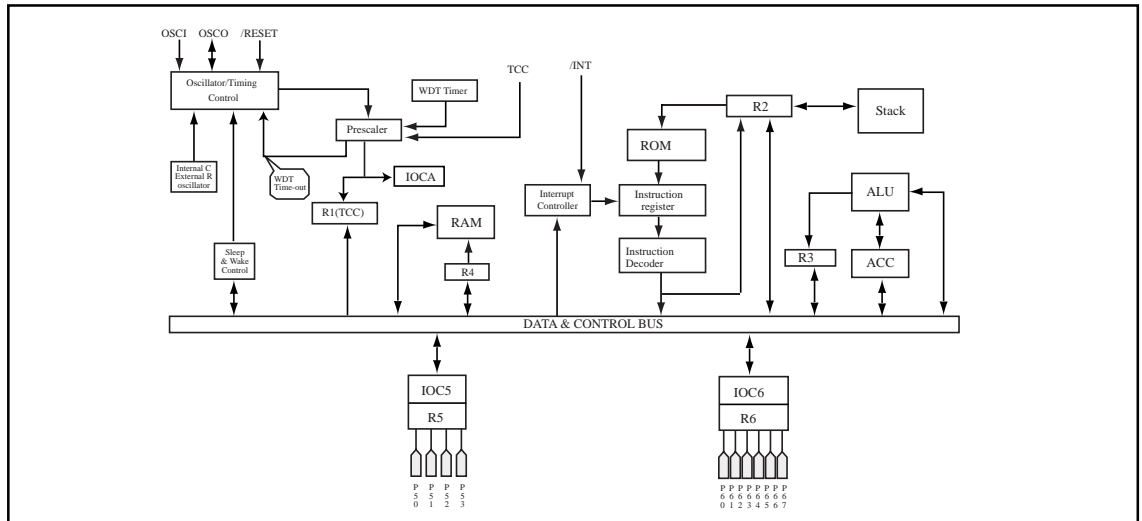 OSCI OSCO /RESET
TCC
/INT
Oscillator/Timing
Control
WDT Timer
Prescaler
R2
Stack
ROM
Internal C
External R
oscillator
WDT
Time-out
IOCA
Interrupt
Controller
Instruction
register
ALU
R1(TCC)
RAM
Sleep
& Wake
Control
R4
Instruction
Decoder
R3
ACC
DATA & CONTROL BUS
IOC5
R5
IOC6
R6
P50
P51
P52
P53
P60
P61
P62
P63
P64
P65
P66
P67